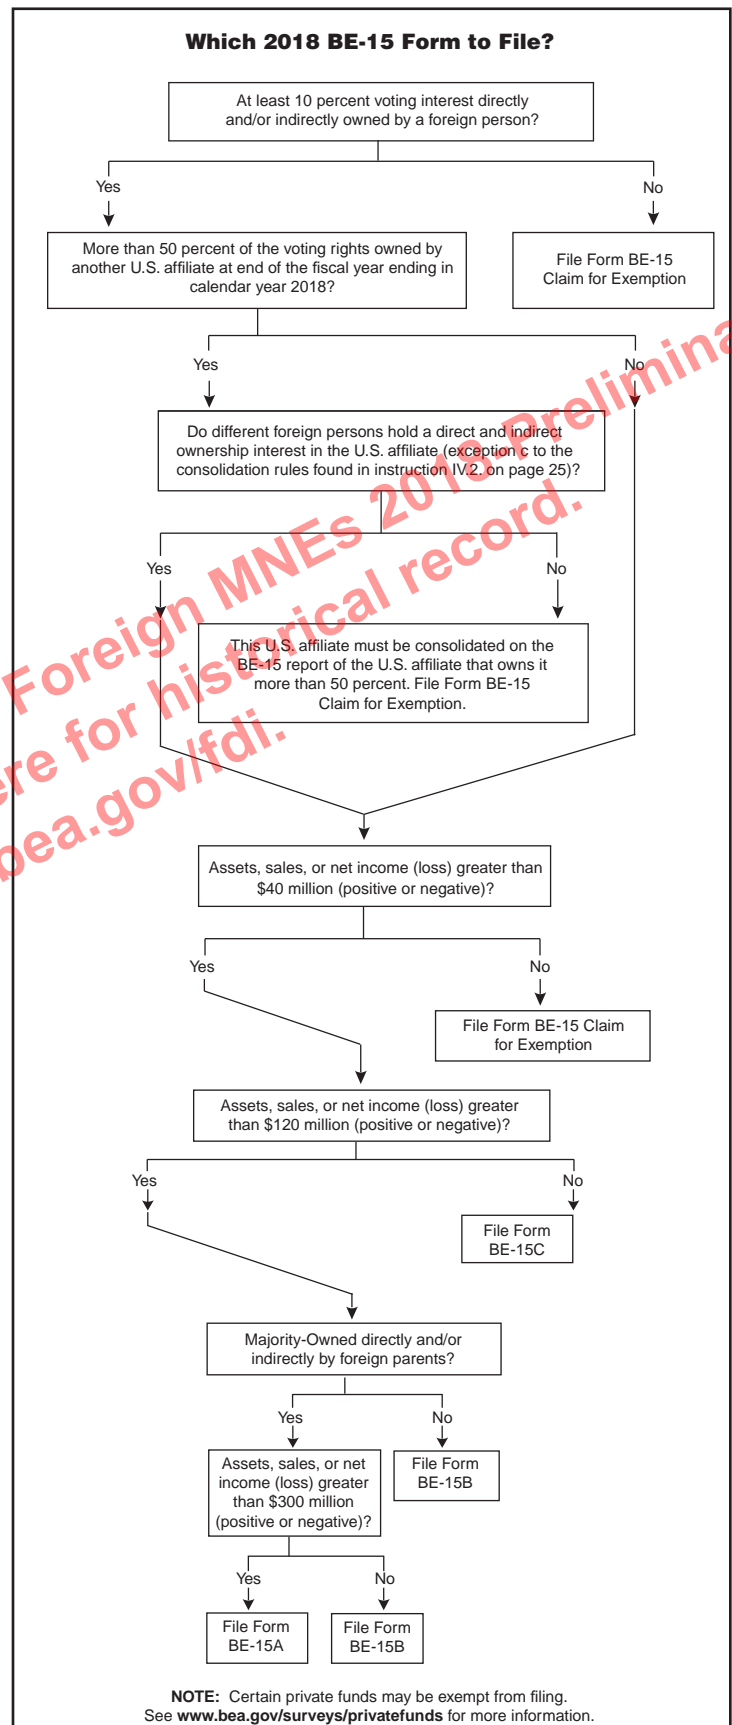 Which 2018 BE-15 Form to File?
At least 10 percent voting interest directly
and/or indirectly owned by a foreign person?
Yes
No
More than 50 percent of the voting rights owned by
another U.S. affiliate at end of the fiscal year ending in
calendar year 2018?
File Form BE-15
Claim for Exemption
Yes
No
Do different foreign persons hold a direct and indirect
ownership interest in the U.S. affiliate (exception c to the
consolidation rules found in instruction IV.2. on page 25)?
Yes
No
This U.S. affiliate must be consolidated on the
BE-15 report of the U.S. affiliate that owns it
more than 50 percent. File Form BE-15
Claim for Exemption.
Foreign MNEs 2018-Prelimina
ere for historical record.
bea.gov/fdi.
Assets, sales, or net income (loss) greater than
$40 million (positive or negative)?
Yes
No
File Form BE-15 Claim
for Exemption
Assets, sales, or net income (loss) greater
than $120 million (positive or negative)?
Yes
No
File Form
BE-15C
Majority-Owned directly and/or
indirectly by foreign parents?
Yes
No
Assets, sales, or net
income (loss) greater
than $300 million
(positive or negative)?
File Form
BE-15B
Yes
No
File Form
BE-15A
File Form
BE-15B
NOTE: Certain private funds may be exempt from filing.
See www.bea.gov/surveys/privatefunds for more information.